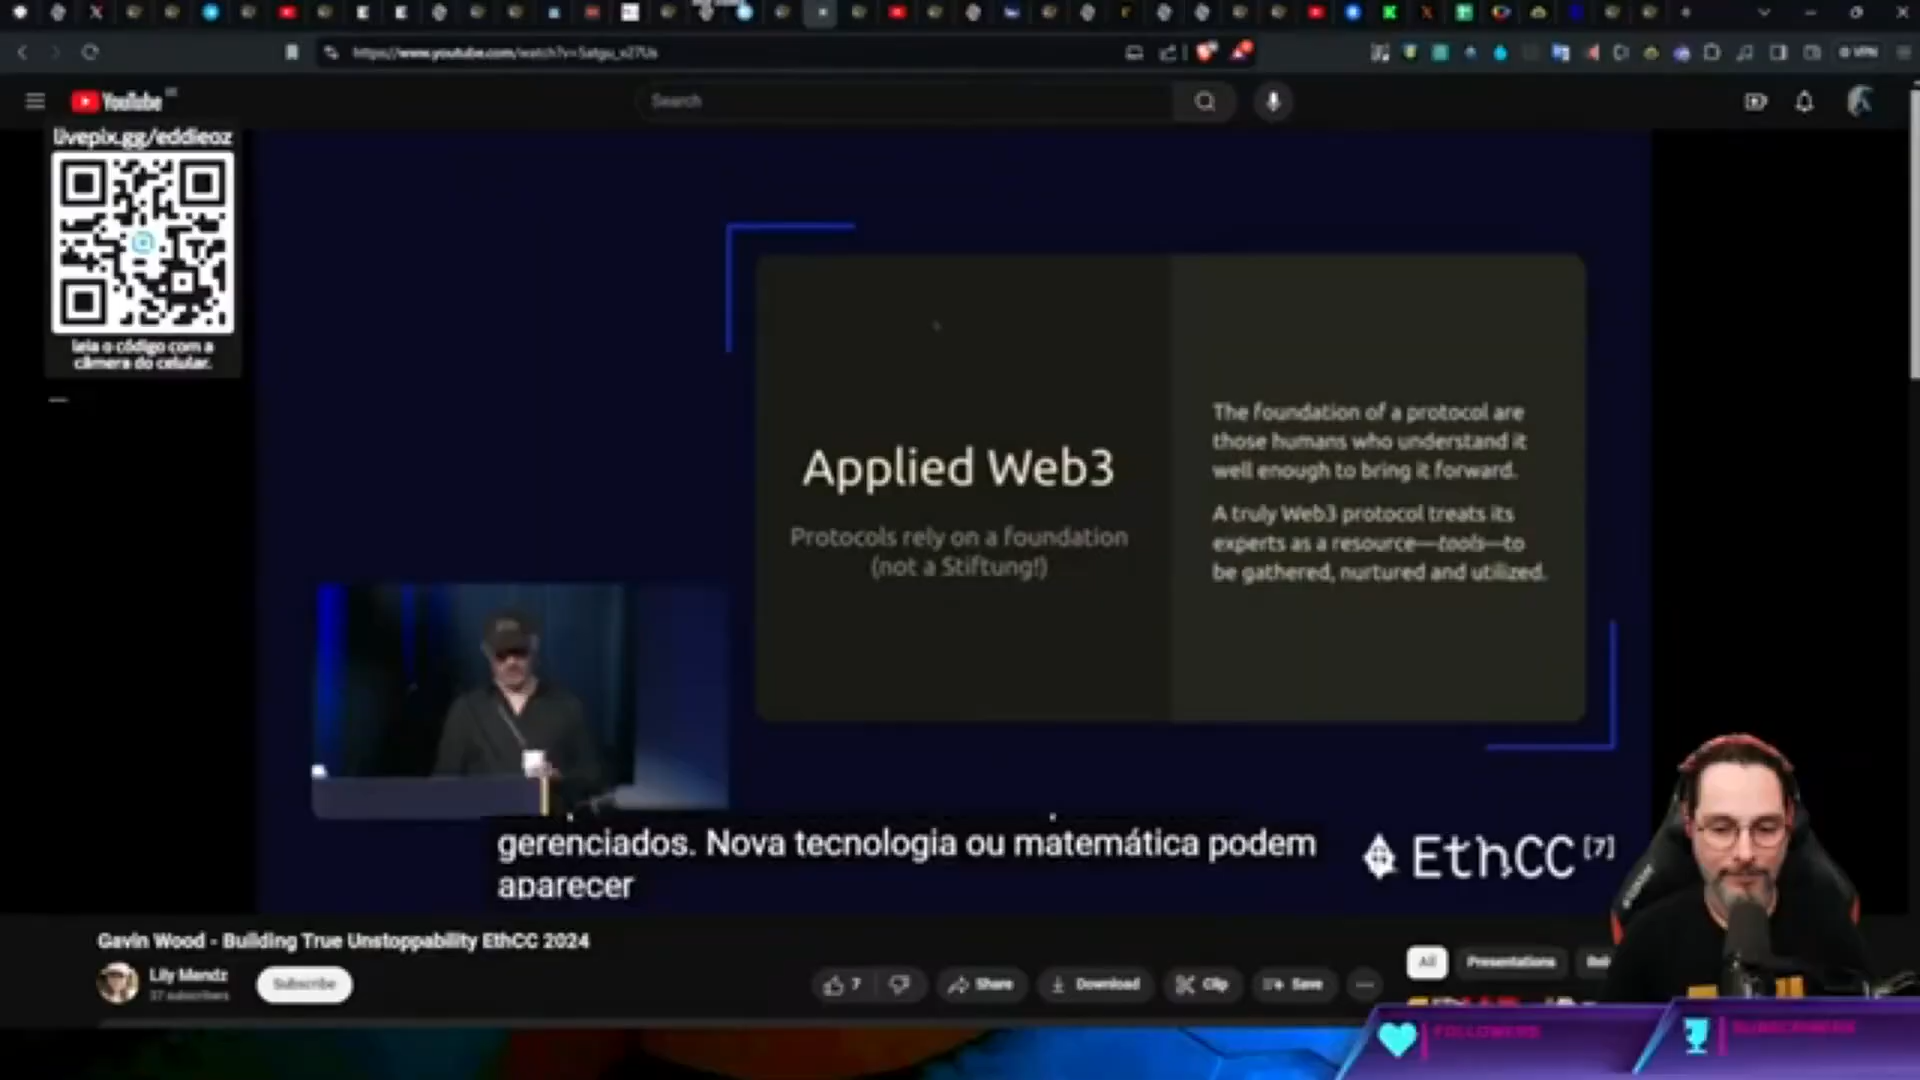 YouTube
Search
livepix.gg/eddieoz
leia o código com a
câmera do celular.
Applied Web3
Protocols rely on a foundation
(not a Stiftung!)
The foundation of a protocol are
those humans who understand it
well enough to bring it forward.
A truly Web3 protocol treats its
experts as a resource—tools—to
be gathered, nurtured and utilized.
gerenciados. Nova tecnologia ou matemática podem
aparecer
EthCC [7]
Gavin Wood - Building True Unstoppability EthCC 2024
Lily Mendz
37 subscribers
Subscribe
7
Share
Download
Clip
Save
All
Presentations
FOLLOWERS
SUBSCRIBERS